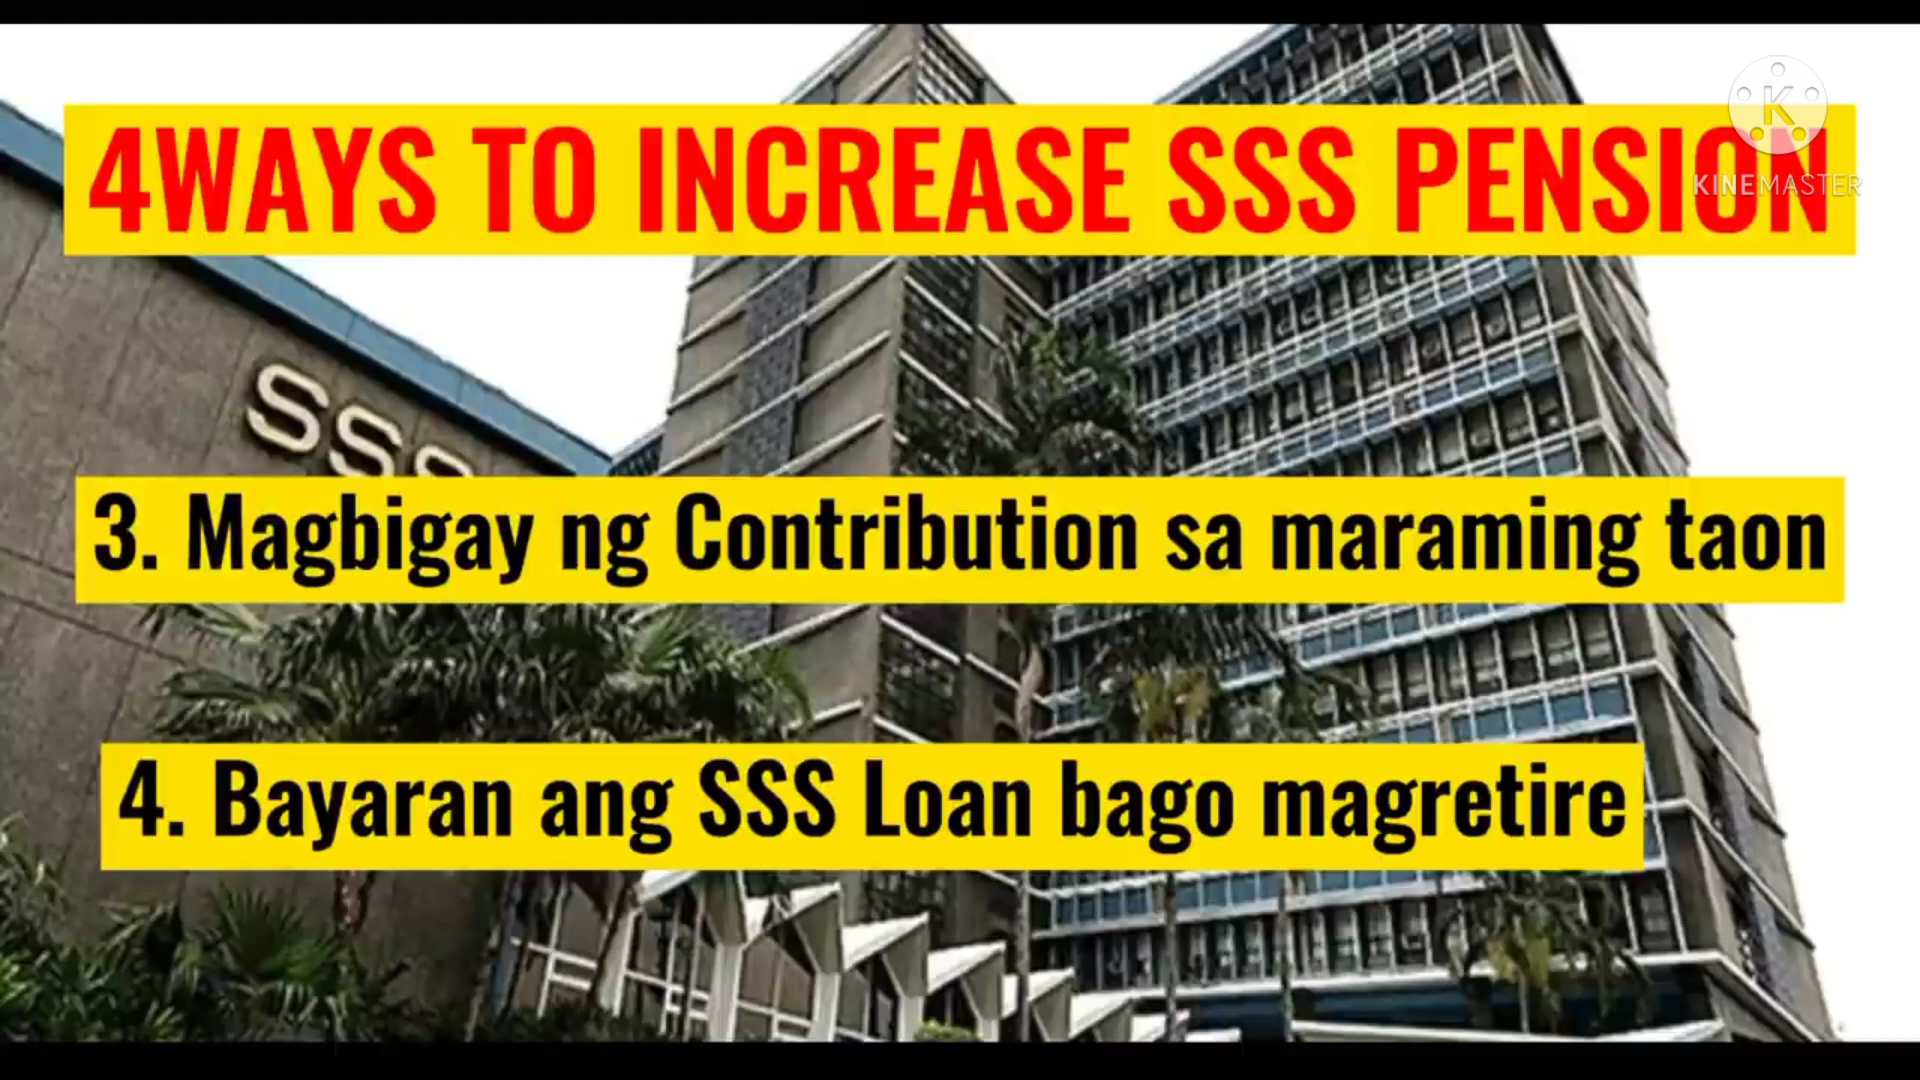 4WAYS TO INCREASE SSS PENSION
K
KINEMASTER
SSS
3. Magbigay ng Contribution sa maraming taon
4. Bayaran ang SSS Loan bago magretire